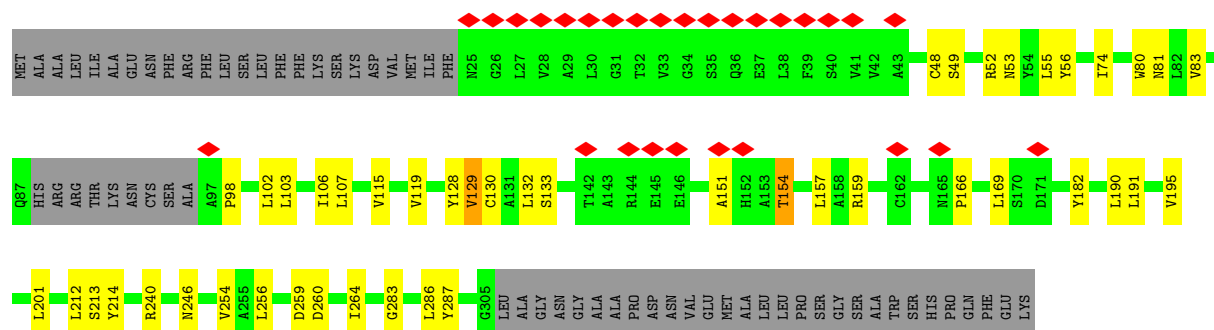 MET ALA ALA LEU ILE ALA GLU ASN PHE ARG PHE LEU SER LEU PHE PHE LYS SER LYS ASP VAL MET ILE PHE N25 G26 L27 V28 A29 L30 G31 T32 V33 G34 S35 Q36 E37 L38 F39 S40 V41 V42 A43 C48 S49 R52 N53 Y54 L55 Y56 I74 W80 N81 L82 V83
Q87 HIS ARG ARG THR LYS ASN CYS SER ALA A97 P98 L102 L103 I106 L107 V115 V119 Y128 V129 C130 A131 L132 S133 T142 A143 R144 E145 E146 A151 H152 A153 T154 L157 A158 R159 C162 N165 P166 L169 S170 D171 Y182 L190 L191 V195
L201 L212 S213 Y214 R240 N246 V254 A255 L256 D259 D260 I264 G283 L286 Y287 G305 LEU ALA GLY ASN GLY ALA ALA PRO ASP ASN VAL GLU MET ALA LEU LEU PRO SER GLY SER ALA TRP SER HIS PRO GLN PHE GLU LYS